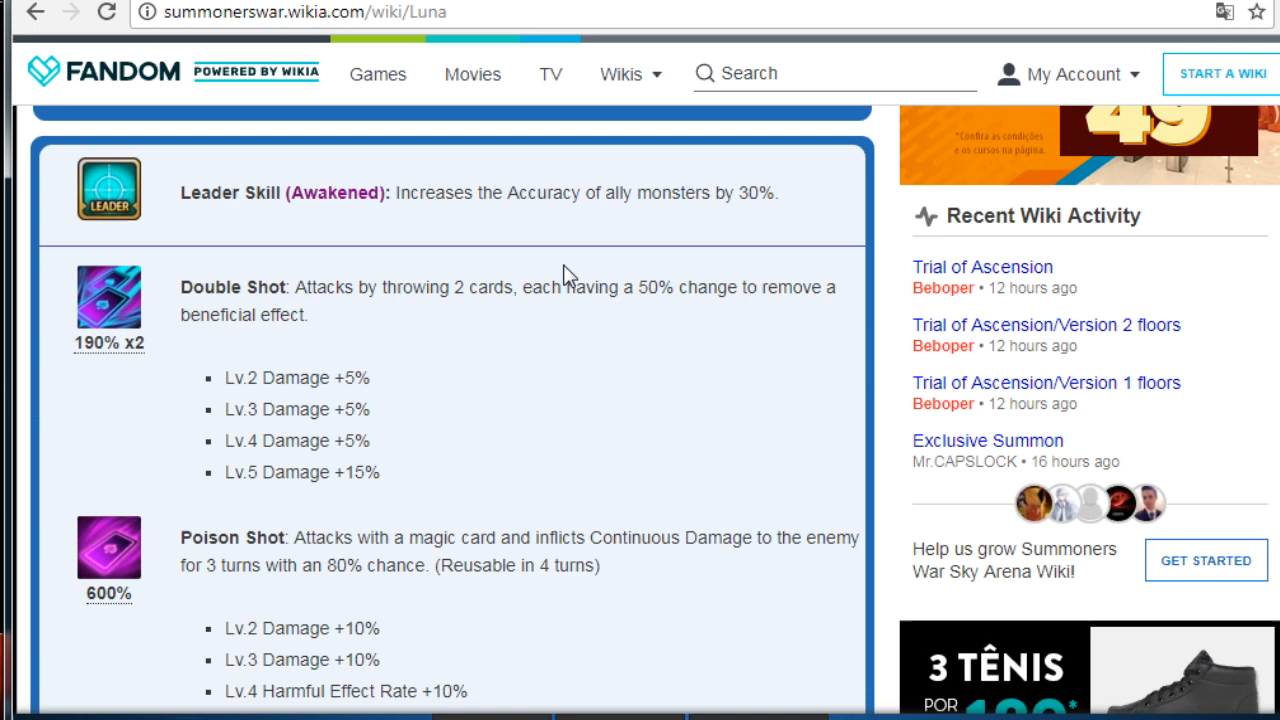 summonerswar.wikia.com/wiki/Luna
FANDOM POWERED BY WIKIA Games Movies TV Wikis Search My Account START A WIKI
49
*Confira as condições
e os cursos na página.
LEADER
Leader Skill (Awakened): Increases the Accuracy of ally monsters by 30%.
Double Shot: Attacks by throwing 2 cards, each having a 50% change to remove a
beneficial effect.
190% x2
Lv.2 Damage +5%
Lv.3 Damage +5%
Lv.4 Damage +5%
Lv.5 Damage +15%
Poison Shot: Attacks with a magic card and inflicts Continuous Damage to the enemy
for 3 turns with an 80% chance. (Reusable in 4 turns)
600%
Lv.2 Damage +10%
Lv.3 Damage +10%
Lv.4 Harmful Effect Rate +10%
Recent Wiki Activity
Trial of Ascension
Beboper • 12 hours ago
Trial of Ascension/Version 2 floors
Beboper • 12 hours ago
Trial of Ascension/Version 1 floors
Beboper • 12 hours ago
Exclusive Summon
Mr.CAPSLOCK • 16 hours ago
Help us grow Summoners
War Sky Arena Wiki!
GET STARTED
3 TÊNIS
POR